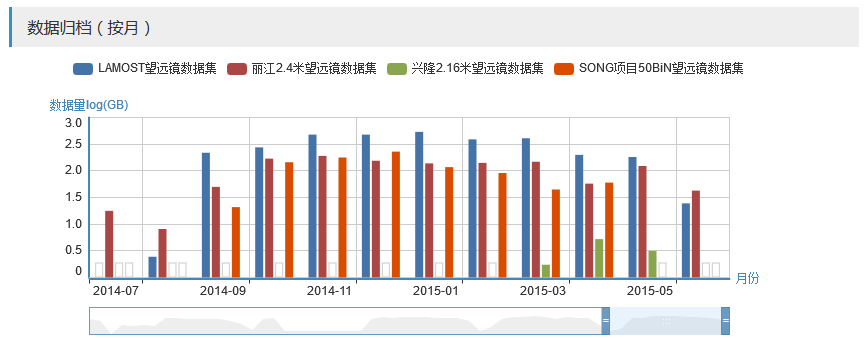 数据归档（按月）
LAMOST望远镜数据集 丽江2.4米望远镜数据集 兴隆2.16米望远镜数据集 SONG项目50BiN望远镜数据集
数据量log(GB)
3.0
2.5
2.0
1.5
1.0
0.5
0
2014-07 2014-09 2014-11 2015-01 2015-03 2015-05 月份